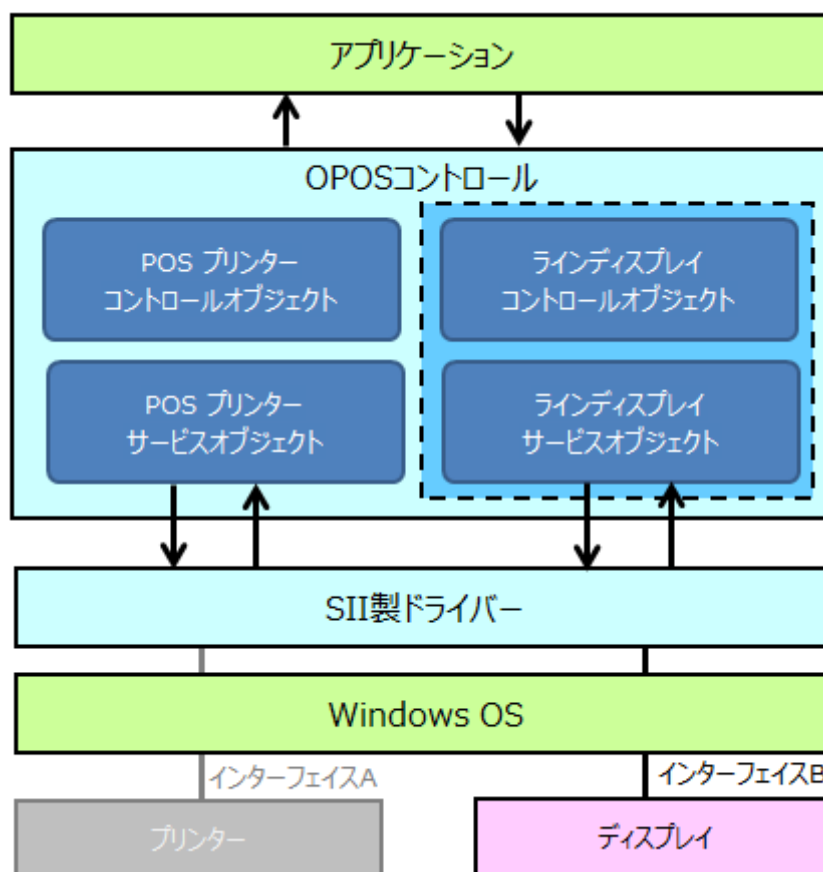 アプリケーション
OPOSコントロール
POS プリンター
コントロールオブジェクト
ラインディスプレイ
コントロールオブジェクト
POS プリンター
サービスオブジェクト
ラインディスプレイ
サービスオブジェクト
SII製ドライバー
Windows OS
インターフェイスA
インターフェイスB
プリンター
ディスプレイ